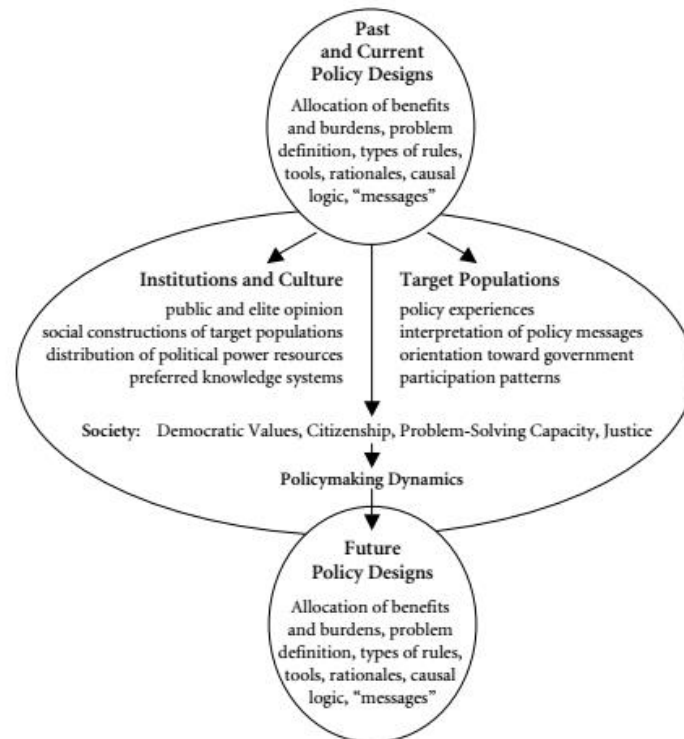 Past
and Current
Policy Designs
Allocation of benefits
and burdens, problem
definition, types of rules,
tools, rationales, causal
logic, “messages”
Institutions and Culture
public and elite opinion
social constructions of target populations
distribution of political power resources
preferred knowledge systems
Target Populations
policy experiences
interpretation of policy messages
orientation toward government
participation patterns
Society: Democratic Values, Citizenship, Problem-Solving Capacity, Justice
Policymaking Dynamics
Future
Policy Designs
Allocation of benefits
and burdens, problem
definition, types of rules,
tools, rationales, causal
logic, “messages”